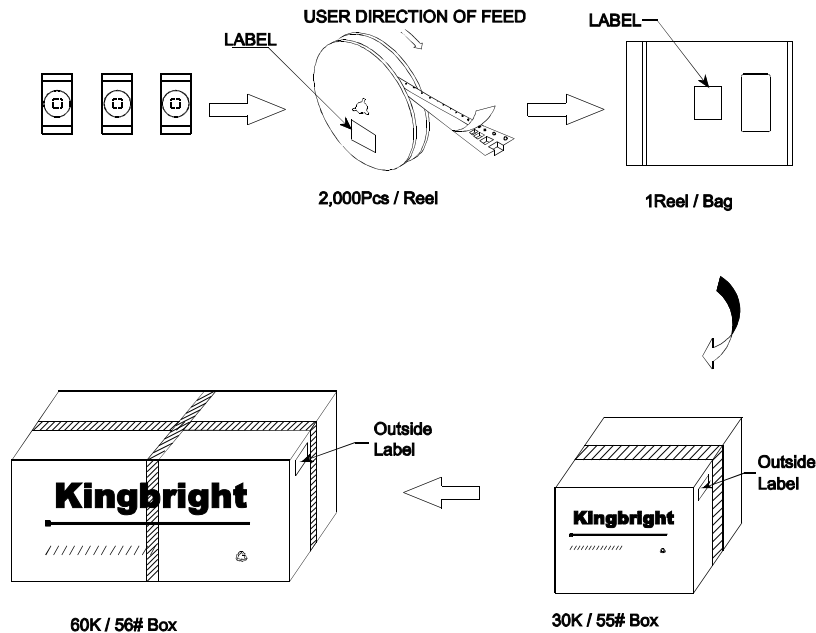 USER DIRECTION OF FEED
LABEL
LABEL
2,000Pcs / Reel
1Reel / Bag
Outside
Label
Kingbright
60K / 56# Box
Outside
Label
Kingbright
30K / 55# Box